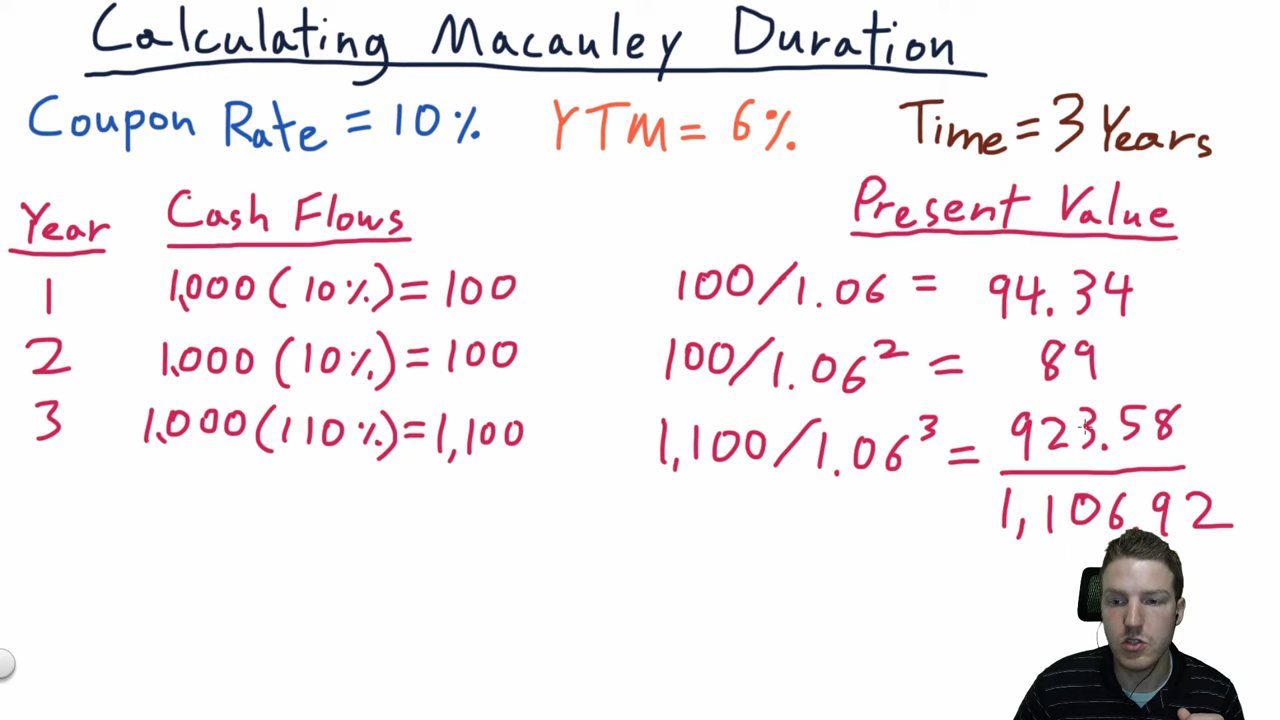 Calculating Macauley Duration
Coupon Rate = 10% YTM = 6% Time = 3 Years
Year Cash Flows Present Value
1 1,000 (10%) = 100 100/1.06 = 94.34
2 1,000 (10%) = 100 100/1.06² = 89
3 1,000 (110%) = 1,100 1,100/1.06³ = 923.58
1,106.92